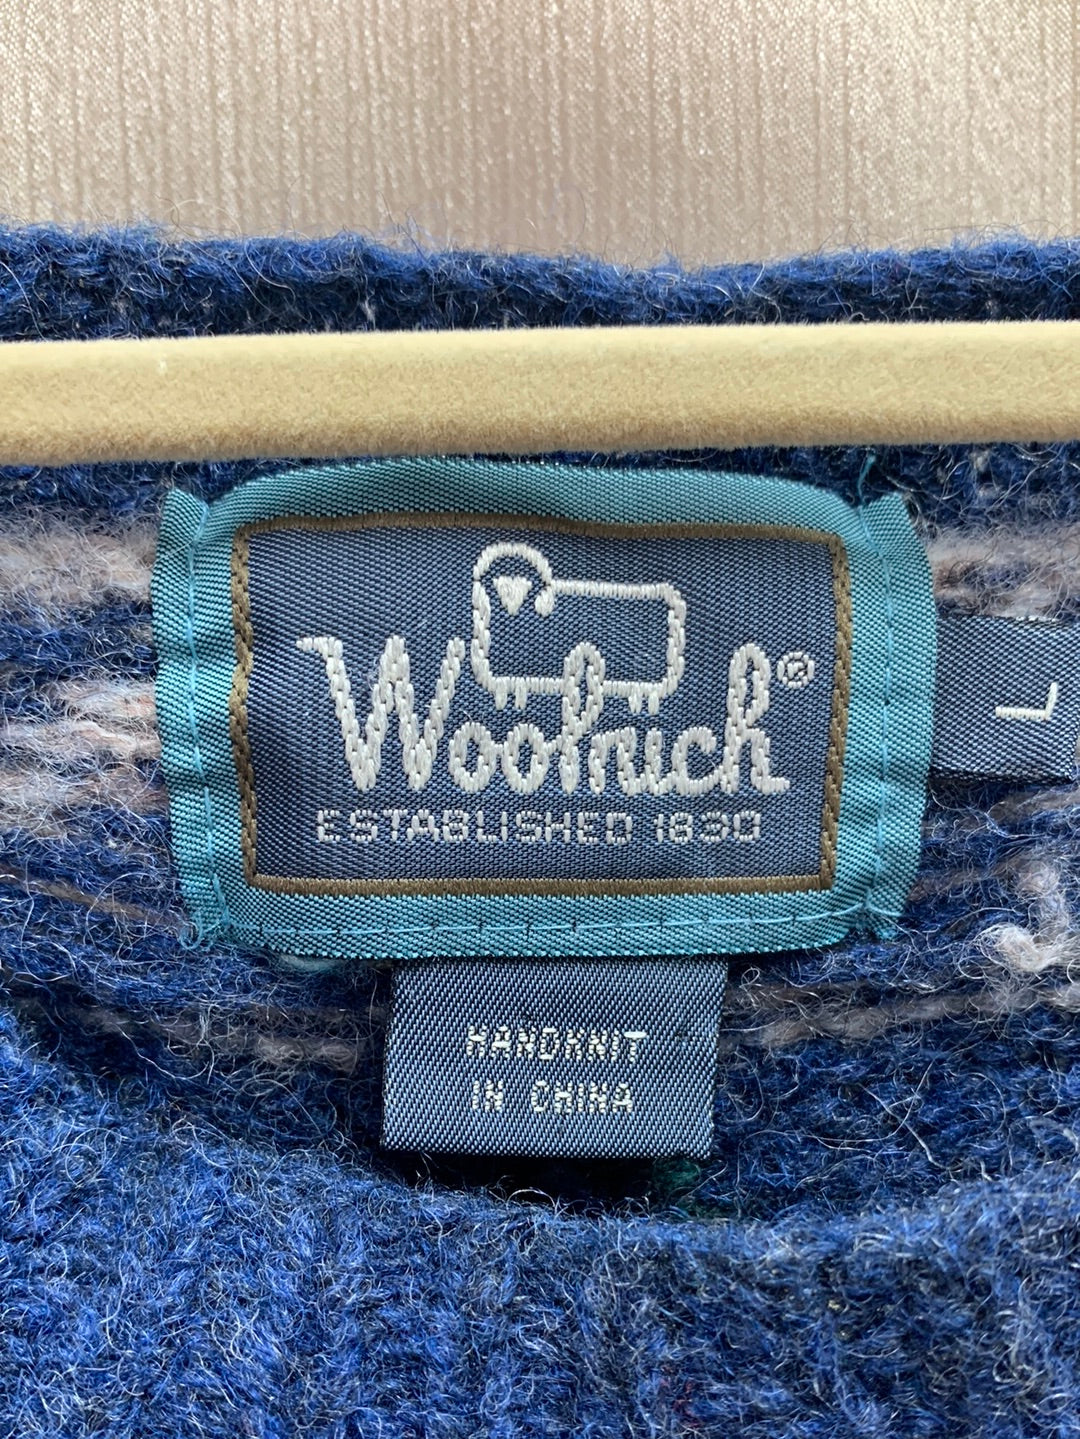 Woolrich®
ESTABLISHED 1830
L
HANDKNIT
IN CHINA